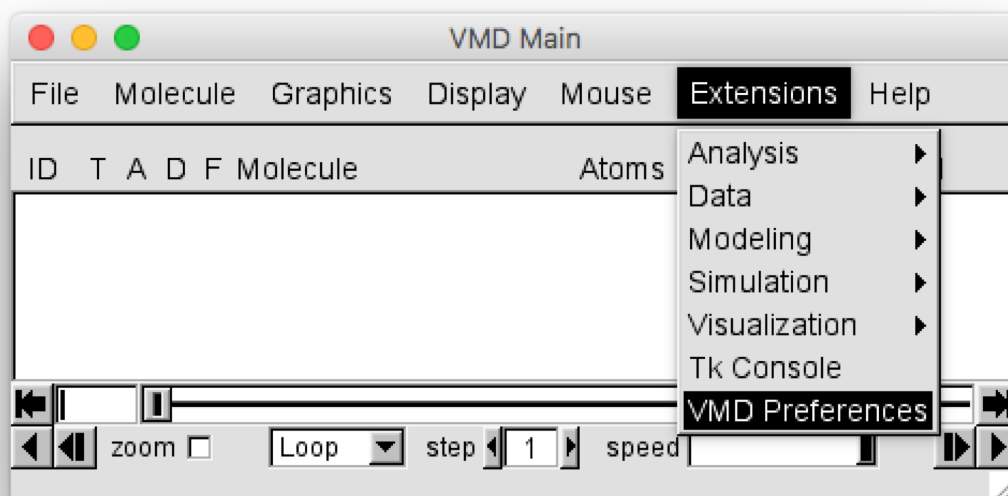 VMD Main
File Molecule Graphics Display Mouse Extensions Help
ID T A D F Molecule Atoms
Analysis
Data
Modeling
Simulation
Visualization
Tk Console
VMD Preferences
zoom Loop step 1 speed